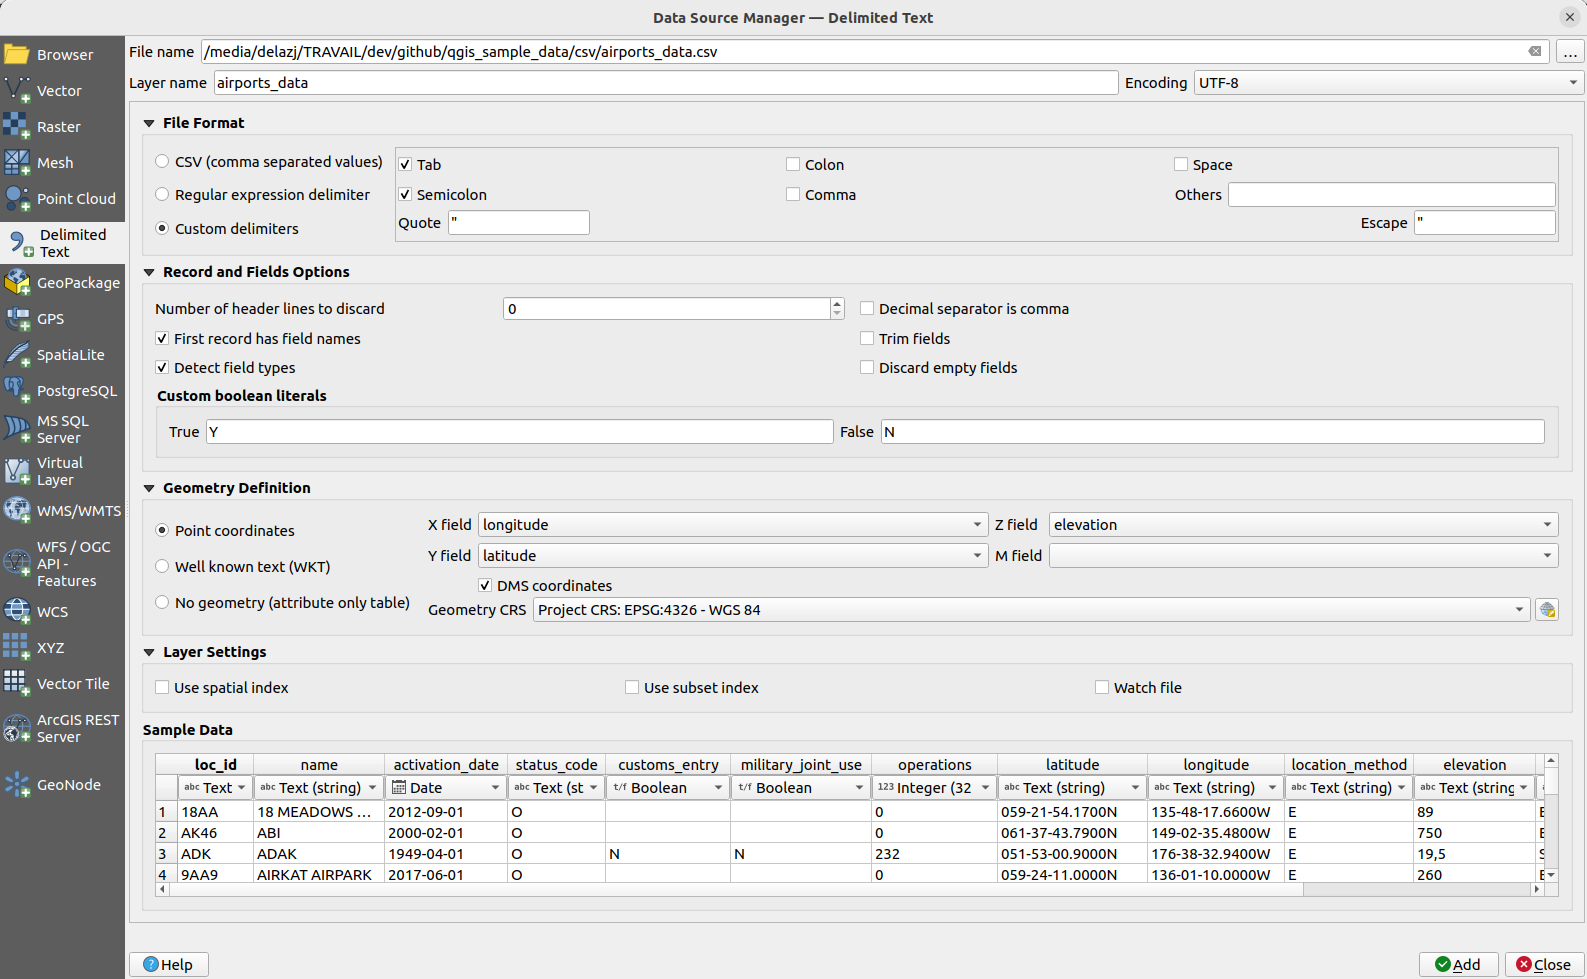 Data Source Manager — Delimited Text
Browser
Vector
Raster
Mesh
Point Cloud
Delimited
Text
GeoPackage
GPS
SpatiaLite
PostgreSQL
MS SQL
Server
Virtual
Layer
WMS/WMTS
WFS / OGC
API -
Features
WCS
XYZ
Vector Tile
ArcGIS REST
Server
GeoNode
File name /media/delazj/TRAVAIL/dev/github/qgis_sample_data/csv/airports_data.csv ...
Layer name airports_data Encoding UTF-8
File Format
CSV (comma separated values) Tab Colon Space
Regular expression delimiter Semicolon Comma Others
Custom delimiters Quote " Escape "
Record and Fields Options
Number of header lines to discard 0 Decimal separator is comma
First record has field names Trim fields
Detect field types Discard empty fields
Custom boolean literals
True Y False N
Geometry Definition
Point coordinates X field longitude Z field elevation
Y field latitude M field
Well known text (WKT)
DMS coordinates
No geometry (attribute only table) Geometry CRS Project CRS: EPSG:4326 - WGS 84
Layer Settings
Use spatial index Use subset index Watch file
Sample Data
loc_id name activation_date status_code customs_entry military_joint_use operations latitude longitude location_method elevation
abc Text abc Text (string) Date abc Text (st t/f Boolean t/f Boolean 123 Integer (32 abc Text (string) abc Text (string) abc Text (string) abc Text (string
1 18AA 18 MEADOWS ... 2012-09-01 O 0 059-21-54.1700N 135-48-17.6600W E 89
2 AK46 ABI 2000-02-01 O 0 061-37-43.7900N 149-02-35.4800W E 750
3 ADK ADAK 1949-04-01 O N N 232 051-53-00.9000N 176-38-32.9400W E 19,5
4 9AA9 AIRKAT AIRPARK 2017-06-01 O 0 059-24-11.0000N 136-01-10.0000W E 260
Help Add Close